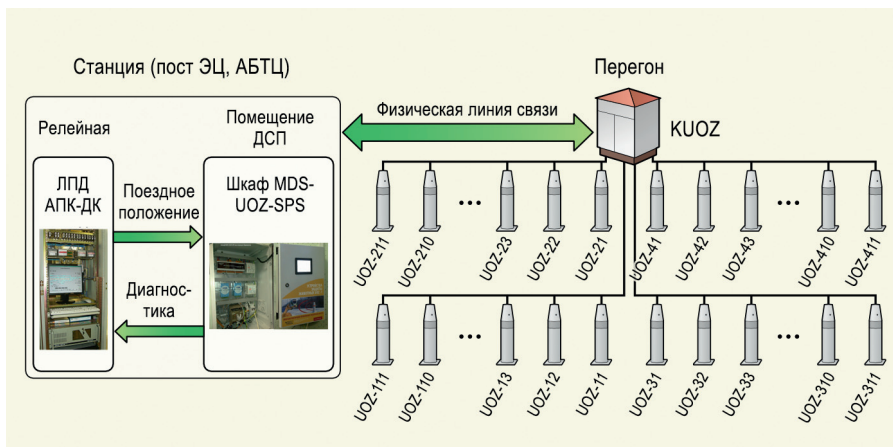 Станция (пост ЭЦ, АБТЦ)
Перегон
Релейная
Помещение
ДСП
Физическая линия связи
KUOZ
ЛПД
АПК-ДК
Поездное
положение
Шкаф MDS-
UOZ-SPS
Диагнос-
тика
UOZ-211
UOZ-210
...
UOZ-23
UOZ-22
UOZ-21
UOZ-41
UOZ-42
UOZ-43
...
UOZ-410
UOZ-411
UOZ-111
UOZ-110
...
UOZ-13
UOZ-12
UOZ-11
UOZ-31
UOZ-32
UOZ-33
...
UOZ-310
UOZ-311